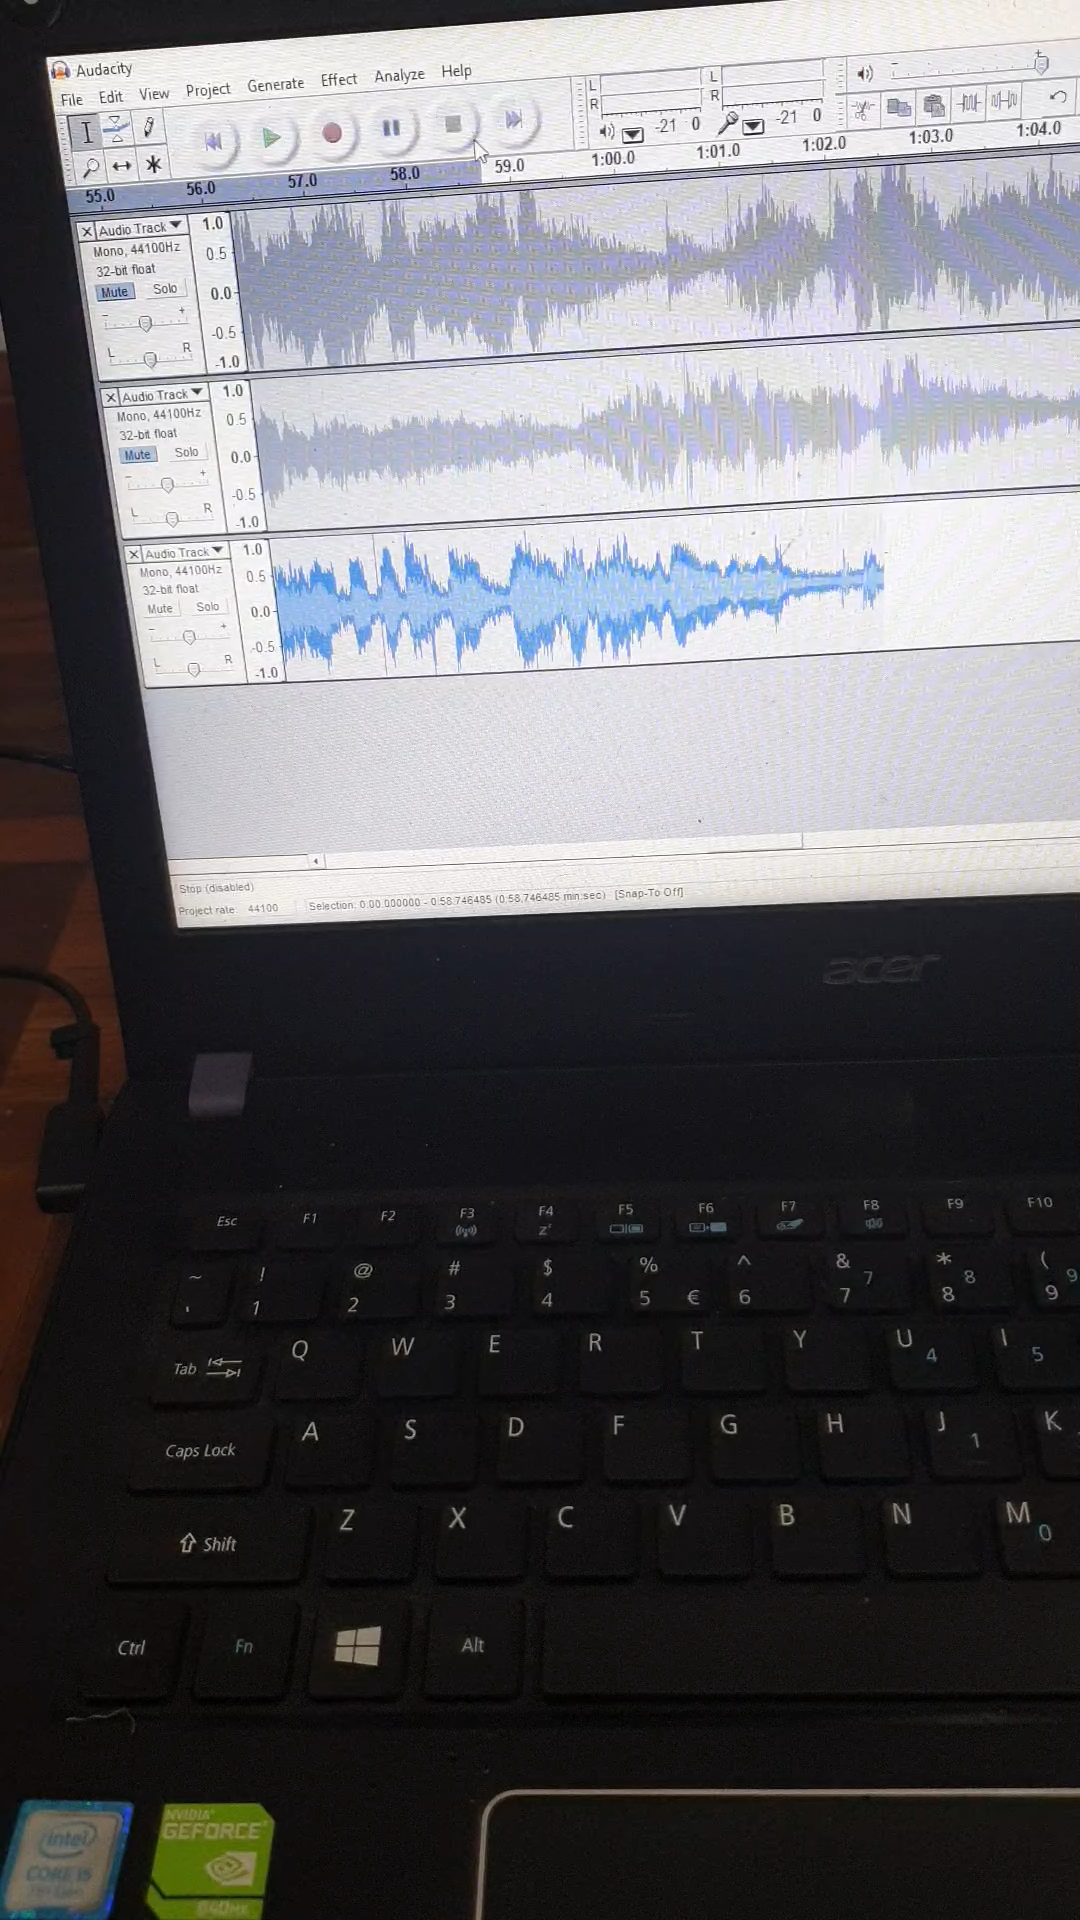 Audacity
File Edit View Project Generate Effect Analyze Help
L
R
-21 0
L
R
-21 0
55.0 56.0 57.0 58.0 59.0 1:00.0 1:01.0 1:02.0 1:03.0 1:04.0
X Audio Track
Mono, 44100Hz
32-bit float
Mute Solo
- +
L R
1.0
0.5
0.0
-0.5
-1.0
X Audio Track
Mono, 44100Hz
32-bit float
Mute Solo
- +
L R
1.0
0.5
0.0
-0.5
-1.0
X Audio Track
Mono, 44100Hz
32-bit float
Mute Solo
- +
L R
1.0
0.5
0.0
-0.5
-1.0
Stop (disabled)
Project rate: 44100 Selection: 0:00.000000 - 0:58.746485 (0:58.746485 min:sec) [Snap-To Off]
acer
Esc F1 F2 F3 F4 F5 F6 F7 F8 F9 F10
~ ! @ # $ % ^ & * (
1 2 3 4 5 € 6 7 7 8 8 9 9
Tab Q W E R T Y U 4 I 5
Caps Lock A S D F G H J 1 K
Shift Z X C V B N M 0
Ctrl Fn Alt
intel
CORE i5
NVIDIA
GEFORCE
940MX